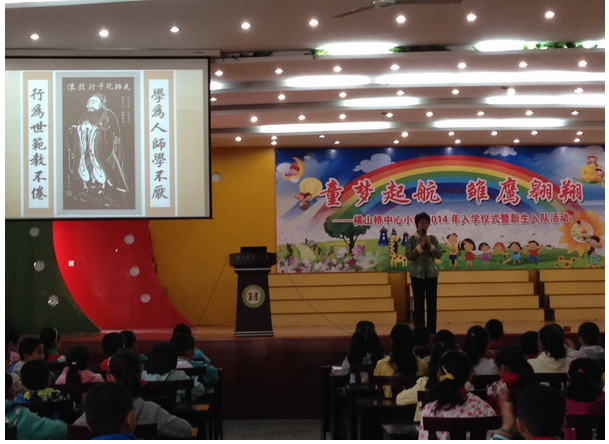 先師孔子行教像
學為人師學不厭
行為世範教不倦
童梦起航 雏鹰翱翔
——横山桥中心小 2014年入学仪式暨新生入队活动